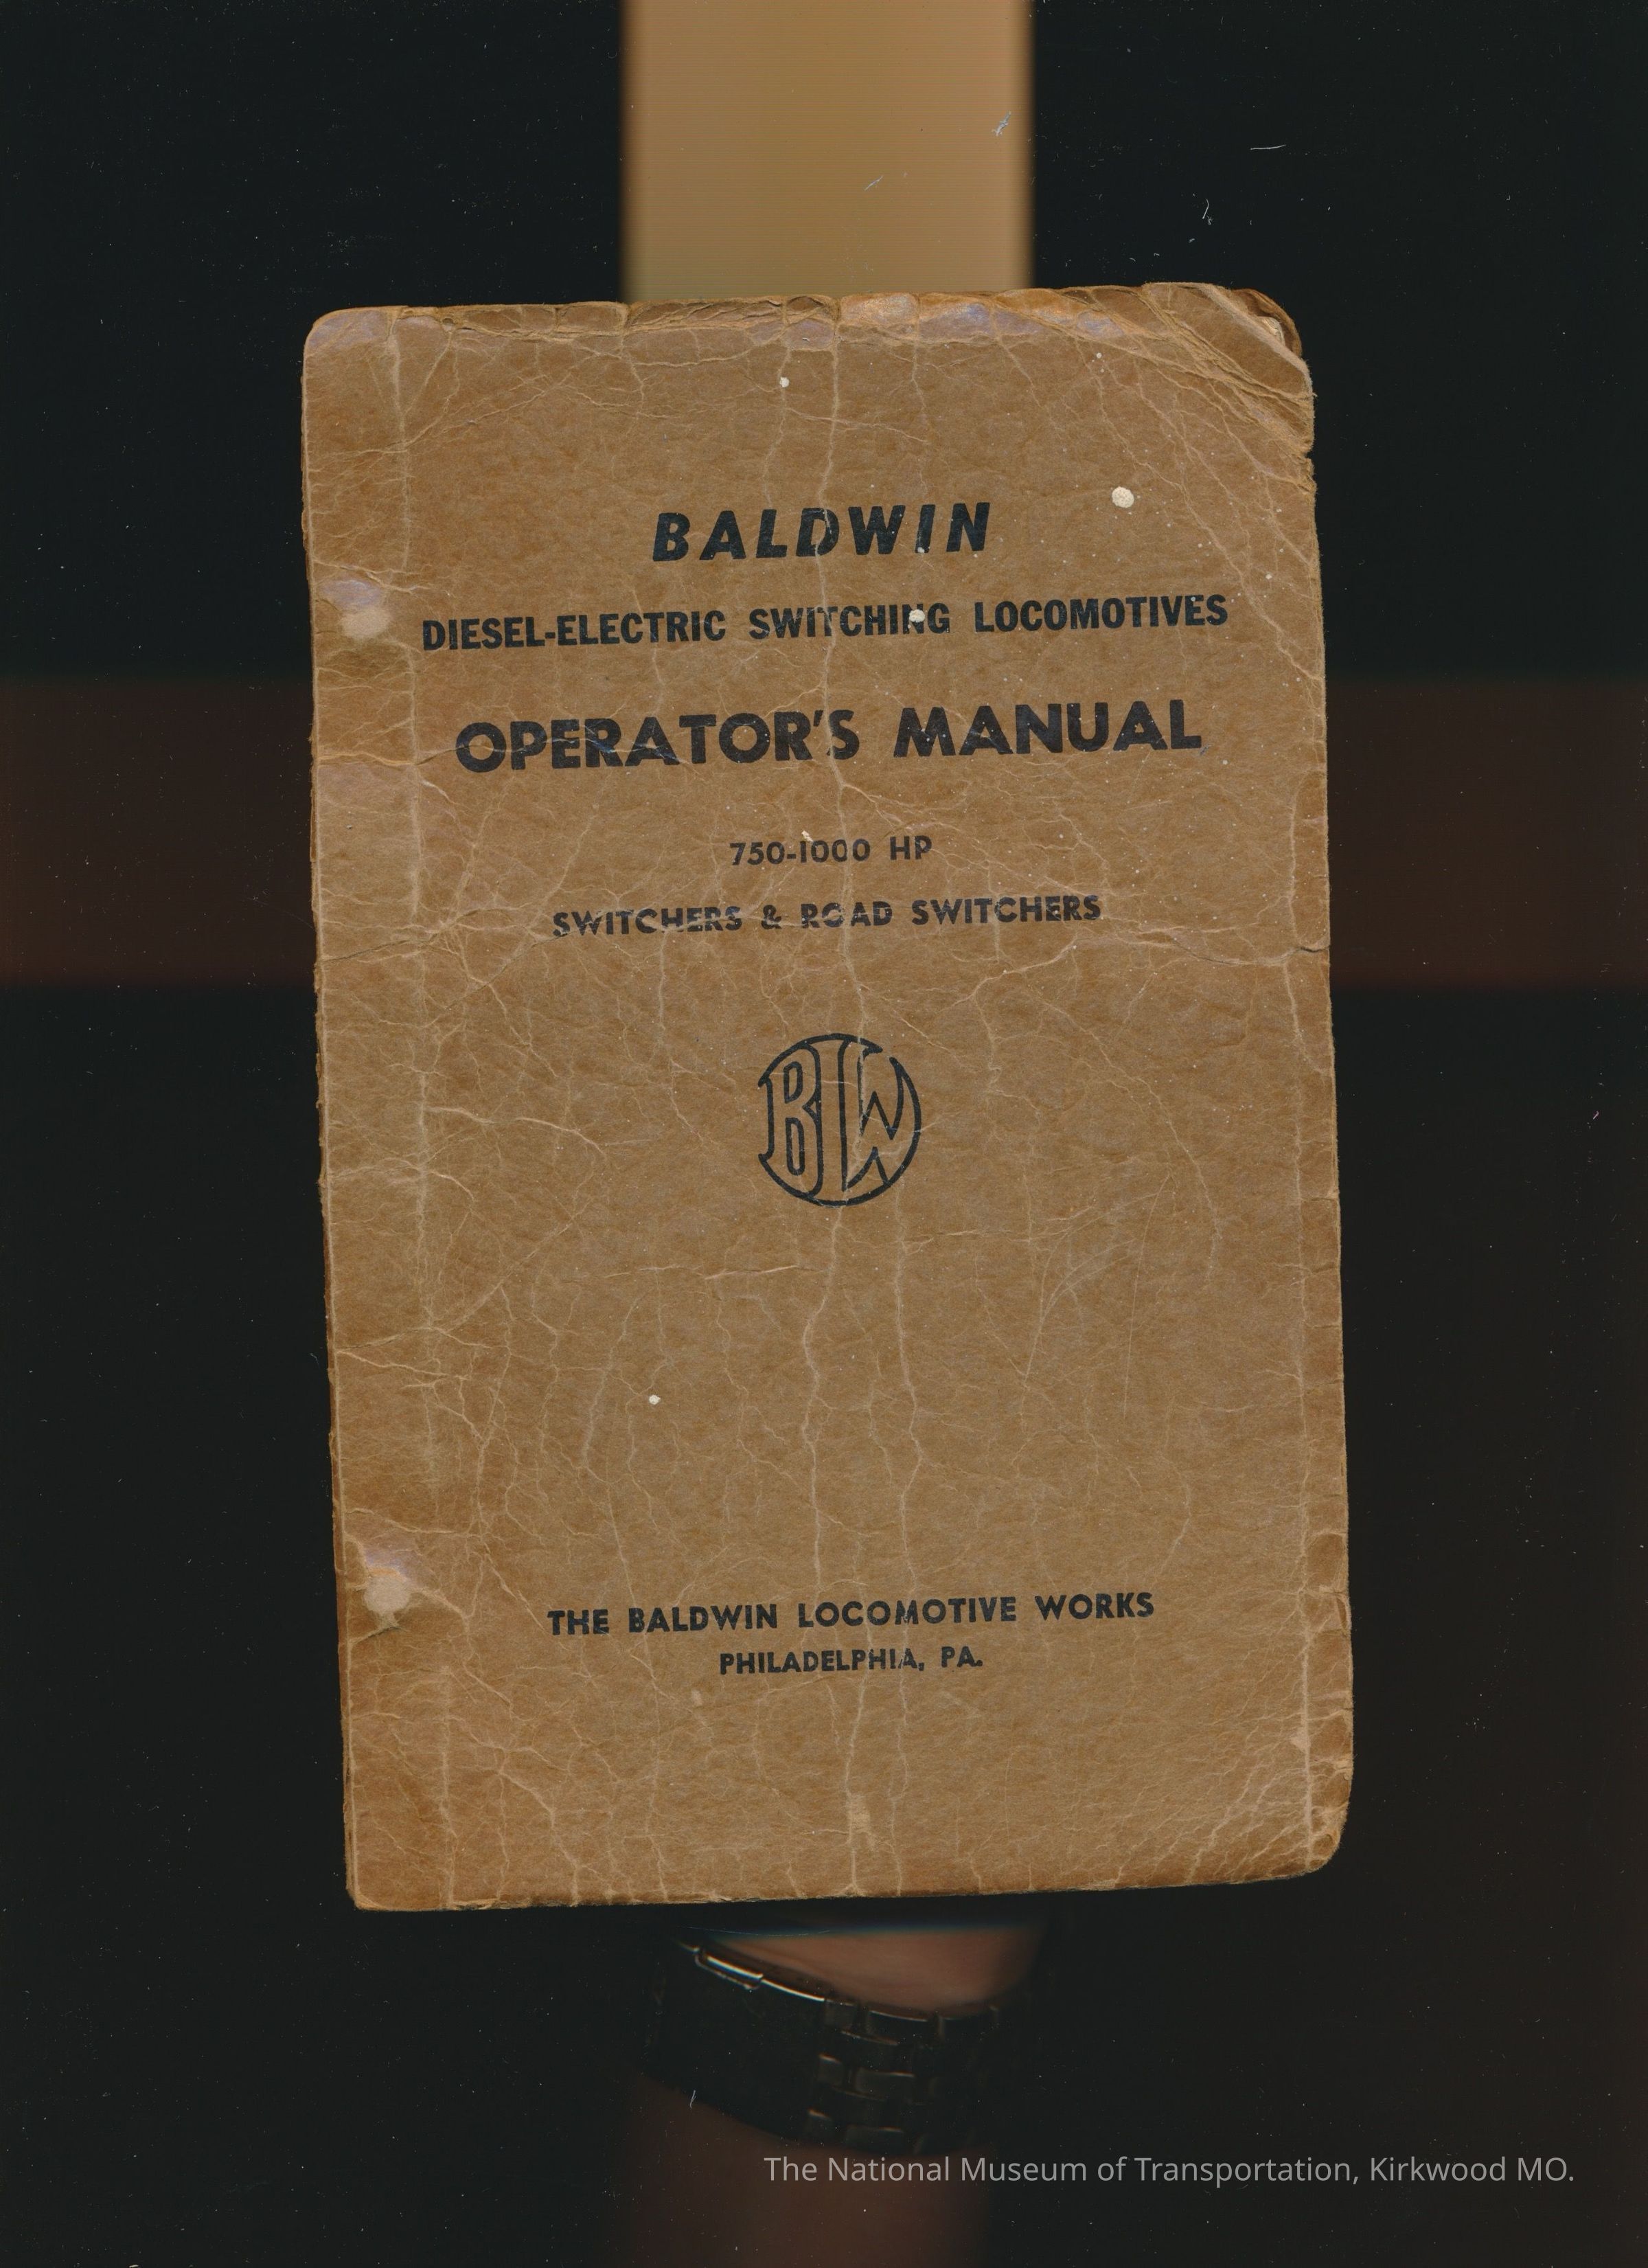 BALDWIN
DIESEL-ELECTRIC SWITCHING LOCOMOTIVES
OPERATOR'S MANUAL
750-1000 HP
SWITCHERS & ROAD SWITCHERS
BLW
THE BALDWIN LOCOMOTIVE WORKS
PHILADELPHIA, PA.
The National Museum of Transportation, Kirkwood MO.